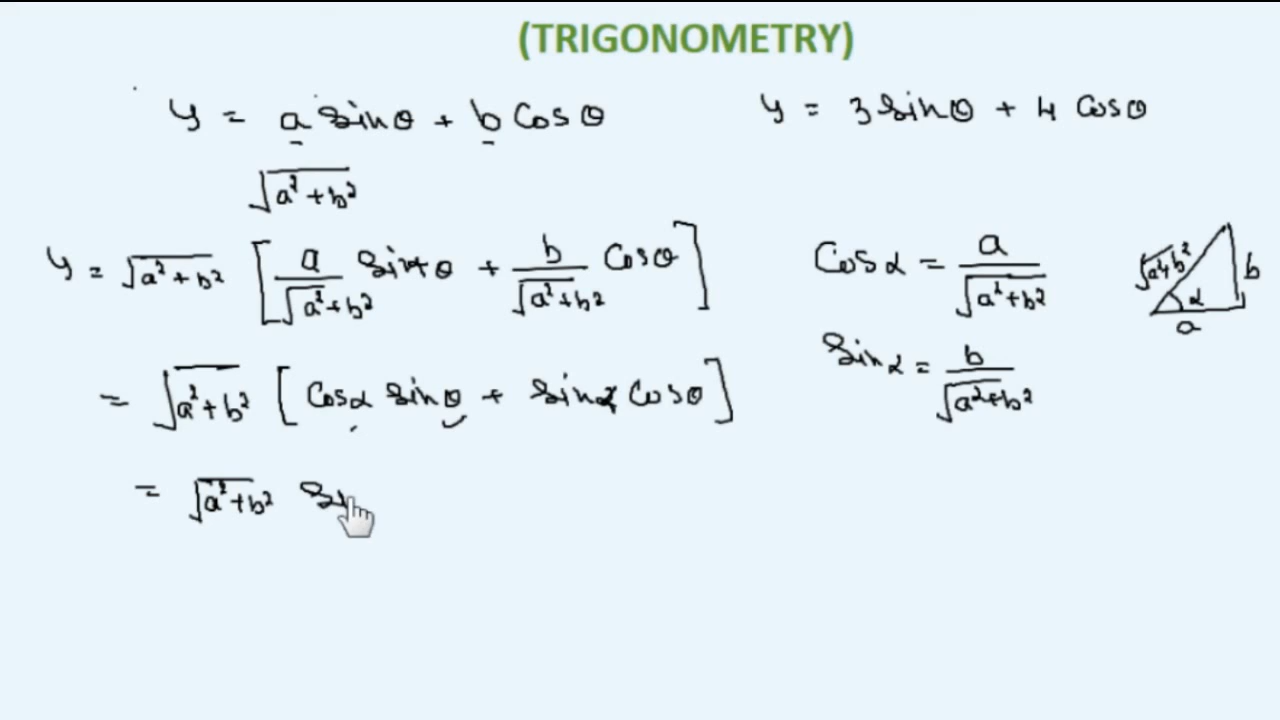 (TRIGONOMETRY)
y = a sinθ + b cosθ
y = 3 sinθ + 4 cosθ
√(a² + b²)
y = √(a² + b²) [a/√(a² + b²) sinθ + b/√(a² + b²) cosθ]
cosα = a/√(a² + b²)
√(a² + b²)
b
α
a
sinα = b/√(a² + b²)
= √(a² + b²) [cosα sinθ + sinα cosθ]
= √(a² + b²) si